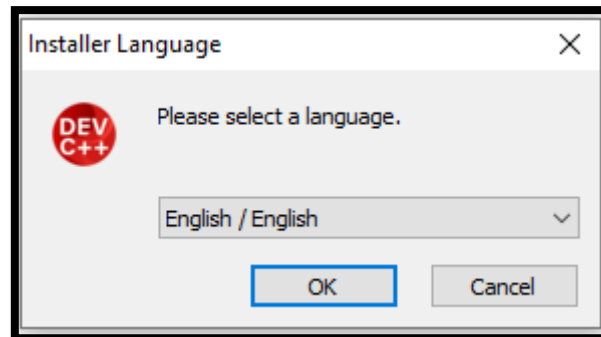 Installer Language
DEV
C++
Please select a language.
English / English
OK
Cancel